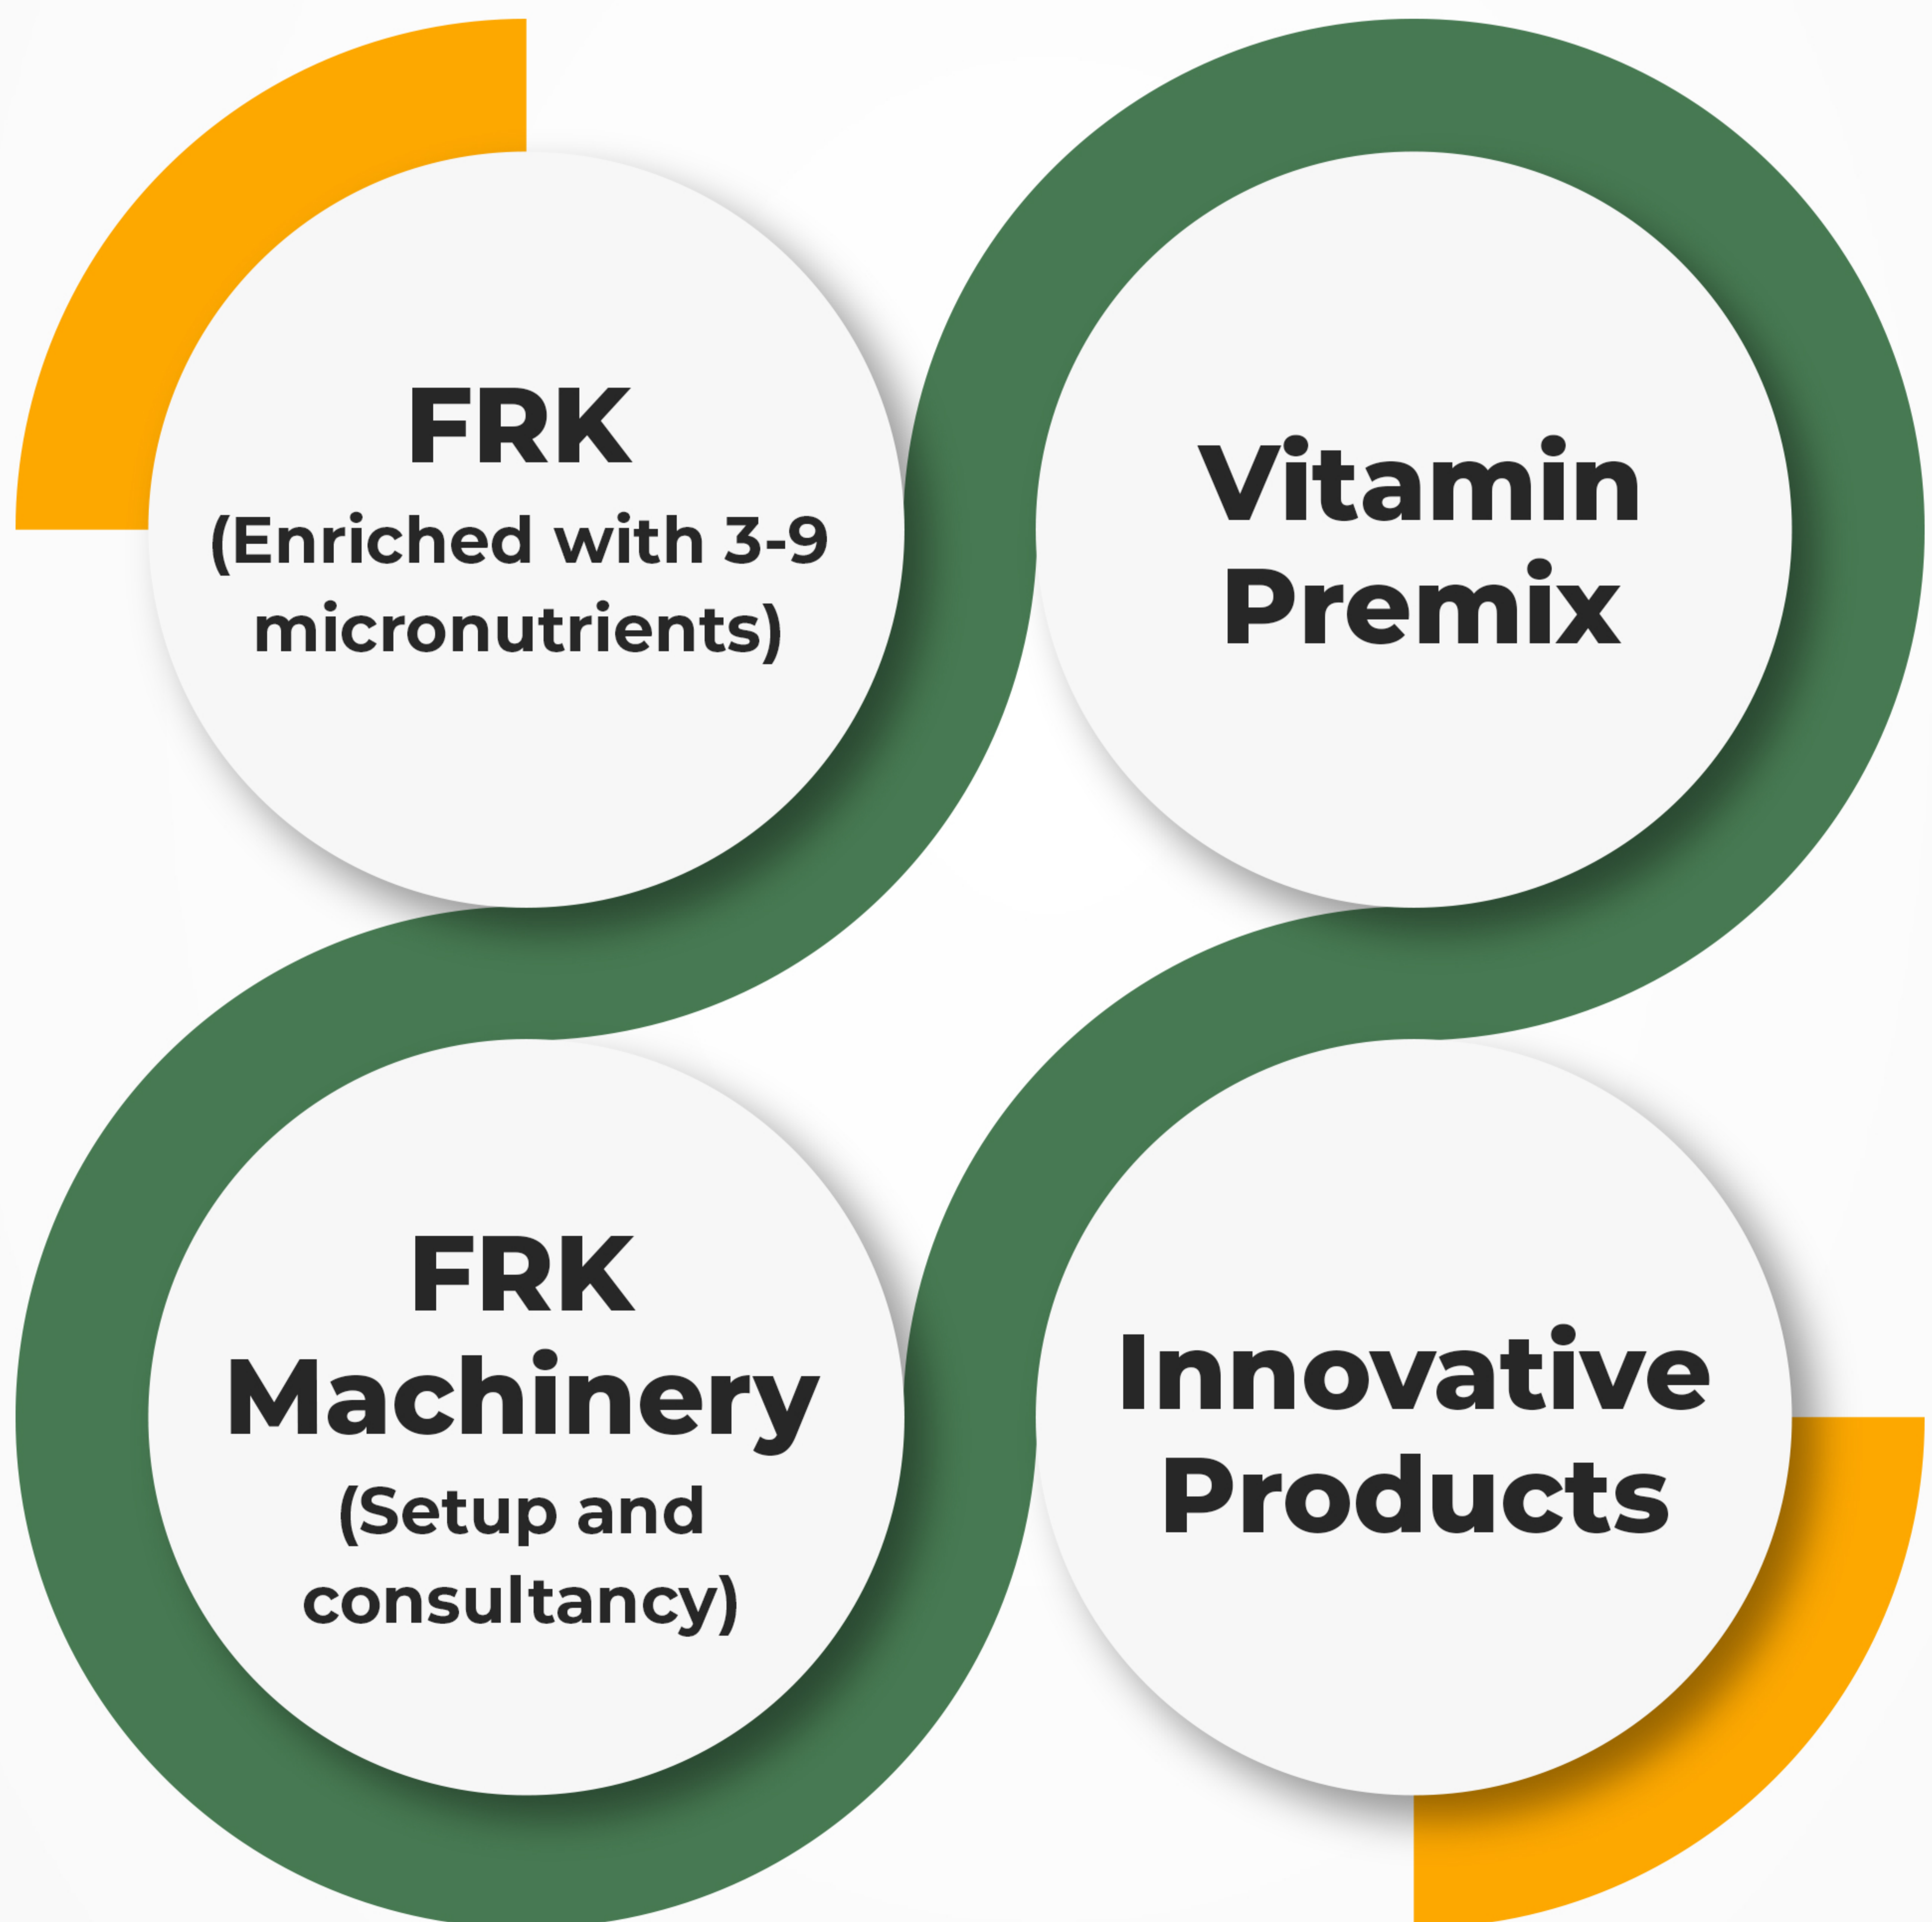 FRK
(Enriched with 3-9
micronutrients)
Vitamin
Premix
FRK
Machinery
(Setup and
consultancy)
Innovative
Products